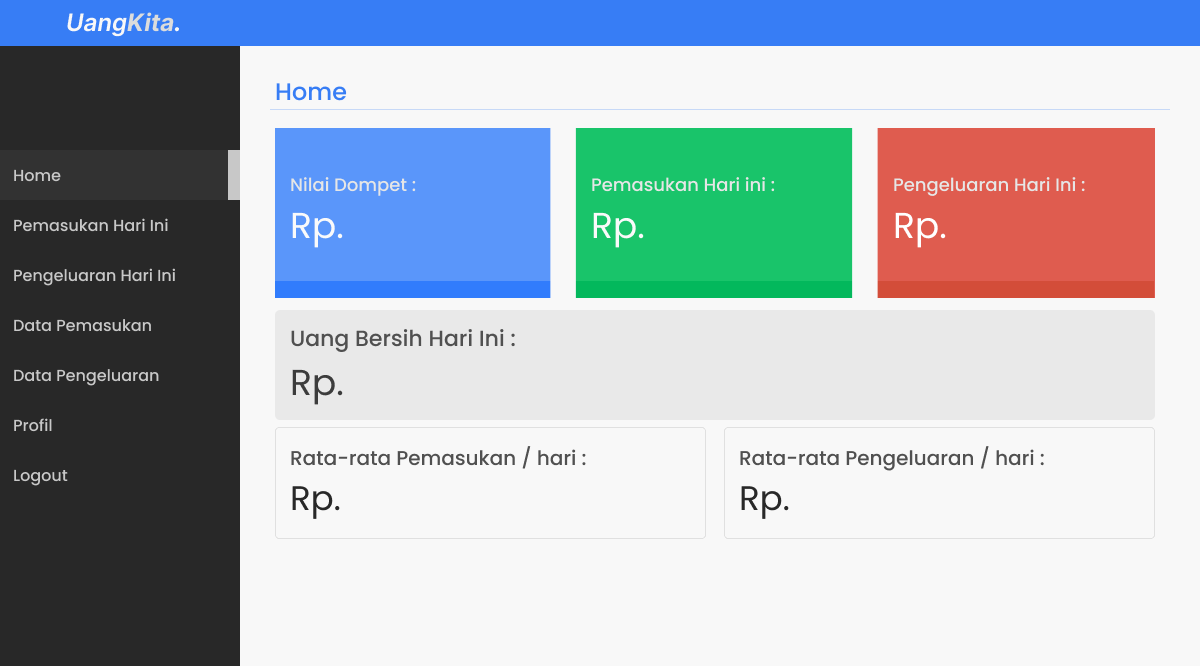 UangKita.
Home
Pemasukan Hari Ini
Pengeluaran Hari Ini
Data Pemasukan
Data Pengeluaran
Profil
Logout
Home
Nilai Dompet :
Rp.
Pemasukan Hari ini :
Rp.
Pengeluaran Hari Ini :
Rp.
Uang Bersih Hari Ini :
Rp.
Rata-rata Pemasukan / hari :
Rp.
Rata-rata Pengeluaran / hari :
Rp.